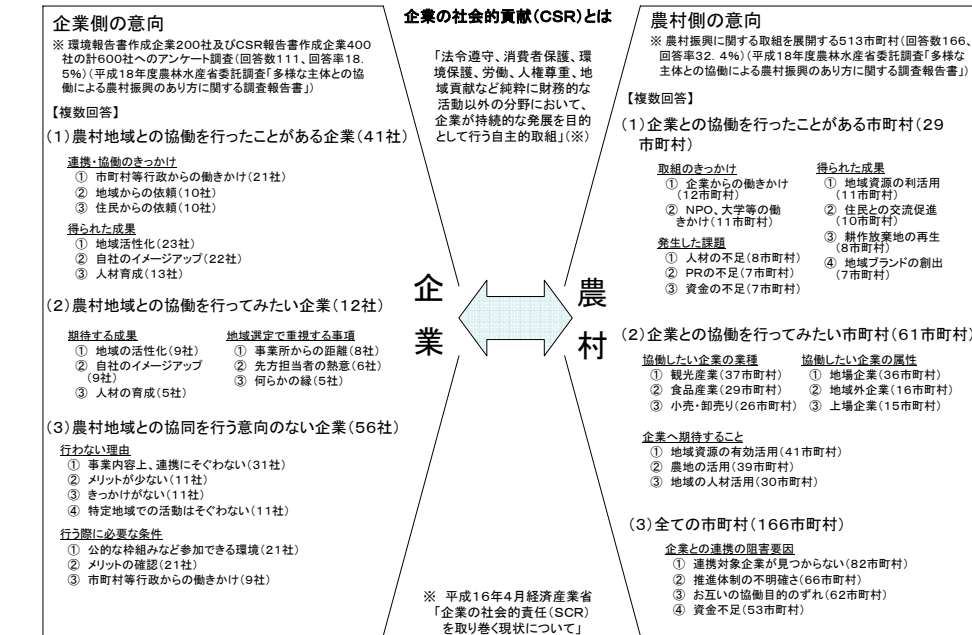 企業側の意向
※ 環境報告書作成企業200社及びCSR報告書作成企業400
社の計600社へのアンケート調査(回答数111、回答率18.
5%)(平成18年度農林水産省委託調査「多様な主体との協
働による農村振興のあり方に関する調査報告書」)
【複数回答】
(1)農村地域との協働を行ったことがある企業(41社)
連携・協働のきっかけ
① 市町村等行政からの働きかけ(21社)
② 地域からの依頼(10社)
③ 住民からの依頼(10社)
得られた成果
① 地域活性化(23社)
② 自社のイメージアップ(22社)
③ 人材育成(13社)
(2)農村地域との協働を行ってみたい企業(12社)
期待する成果
① 地域の活性化(9社)
② 自社のイメージアップ
(9社)
③ 人材の育成(5社)
地域選定で重視する事項
① 事業所からの距離(8社)
② 先方担当者の熱意(6社)
③ 何らかの縁(5社)
(3)農村地域との協同を行う意向のない企業(56社)
行わない理由
① 事業内容上、連携にそぐわない(31社)
② メリットが少ない(11社)
③ きっかけがない(11社)
④ 特定地域での活動はそぐわない(11社)
行う際に必要な条件
① 公的な枠組みなど参加できる環境(21社)
② メリットの確認(21社)
③ 市町村等行政からの働きかけ(9社)
企業の社会的貢献(CSR)とは
「法令遵守、消費者保護、環
境保護、労働、人権尊重、地
域貢献など純粋に財務的な
活動以外の分野において、
企業が持続的な発展を目的
として行う自主的取組」(※)
企業
農村
※ 平成16年4月経済産業省
「企業の社会的責任(SCR)
を取り巻く現状について」
農村側の意向
※ 農村振興に関する取組を展開する513市町村(回答数166、
回答率32.4%)(平成18年度農林水産省委託調査「多様な
主体との協働による農村振興のあり方に関する調査報告書」)
【複数回答】
(1)企業との協働を行ったことがある市町村(29
市町村)
取組のきっかけ
① 企業からの働きかけ
(12市町村)
② NPO、大学等の働
きかけ(11市町村)
発生した課題
① 人材の不足(8市町村)
② PRの不足(7市町村)
③ 資金の不足(7市町村)
得られた成果
① 地域資源の利活用
(11市町村)
② 住民との交流促進
(10市町村)
③ 耕作放棄地の再生
(8市町村)
④ 地域ブランドの創出
(7市町村)
(2)企業との協働を行ってみたい市町村(61市町村)
協働したい企業の業種
① 観光産業(37市町村)
② 食品産業(29市町村)
③ 小売・卸売り(26市町村)
協働したい企業の属性
① 地場企業(36市町村)
② 地域外企業(16市町村)
③ 上場企業(15市町村)
企業へ期待すること
① 地域資源の有効活用(41市町村)
② 農地の活用(39市町村)
③ 地域の人材活用(30市町村)
(3)全ての市町村(166市町村)
企業との連携の阻害要因
① 連携対象企業が見つからない(82市町村)
② 推進体制の不明確さ(66市町村)
③ お互いの協働目的のずれ(62市町村)
④ 資金不足(53市町村)